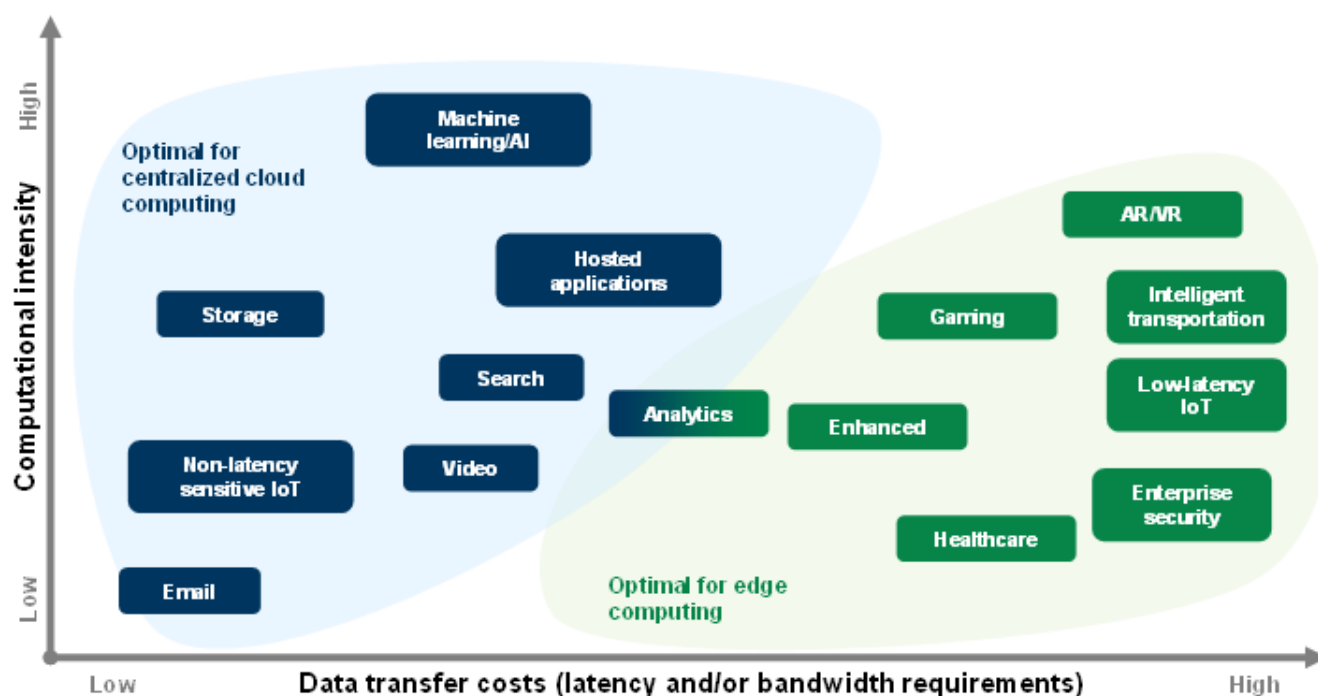 High
Computational intensity
Low
Optimal for
centralized cloud
computing
Machine
learning/AI
Hosted
applications
Storage
Search
Analytics
Non-latency
sensitive IoT
Video
Email
AR/VR
Gaming
Intelligent
transportation
Low-latency
IoT
Enhanced
Enterprise
security
Healthcare
Optimal for edge
computing
Low
Data transfer costs (latency and/or bandwidth requirements)
High